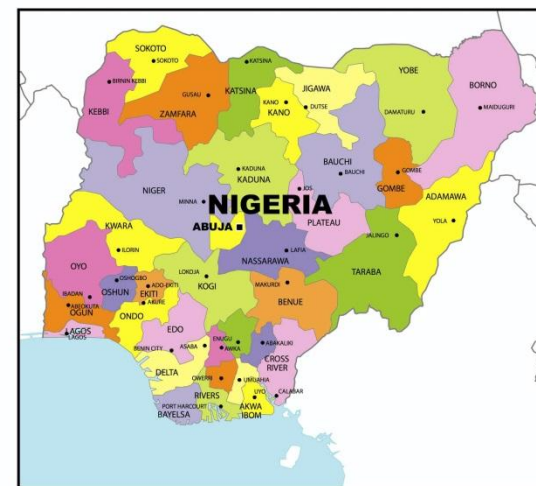 SOKOTO
SOKOTO
KATSINA
BIRNIN KEBBI
KEBBI
GUSAU
ZAMFARA
KATSINA
KANO
KANO
JIGAWA
DUTSE
YOBE
DAMATURU
BORNO
MAIDUGURI
KADUNA
KADUNA
BAUCHI
BAUCHI
GOMBE
GOMBE
ADAMAWA
YOLA
NIGER
MINNA
JOS
NIGERIA
PLATEAU
ABUJA
JALINGO
KWARA
ILORIN
LAFIA
NASSARAWA
TARABA
OYO
IBADAN
OSHOGBO
OSHUN
ADO-EKITI
EKITI
AKURE
LOKOJA
KOGI
MAKURDI
BENUE
ABEOKUTA
OGUN
ONDO
LAGOS
LAGOS
EDO
BENIN CITY
ENUGU
ASABA
AWKA
ABAKALIKI
CROSS
RIVER
DELTA
OWERRI
UMUAHIA
UYO
CALABAR
RIVERS
PORT HARCOURT
BAYELSA
AKWA
IBOM